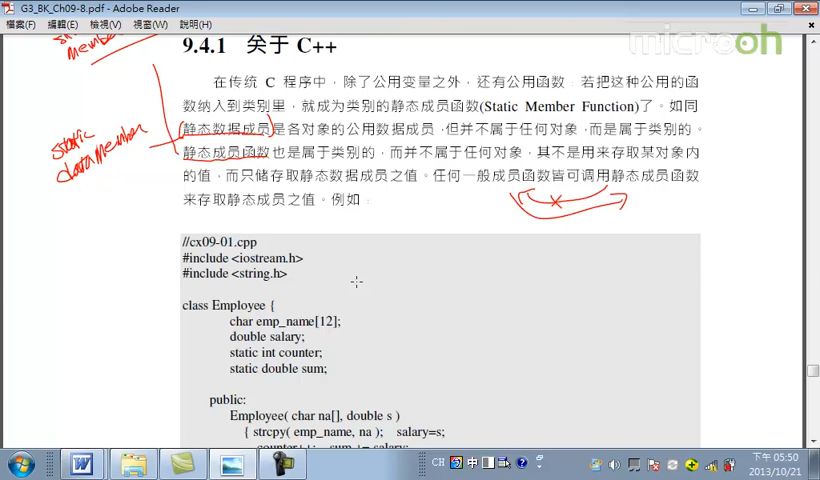 G3_BK_Ch09-8.pdf - Adobe Reader
檔案(F) 編輯(E) 檢視(V) 視窗(W) 說明(H)
microoh
member
9.4.1 关于 C++
在传统 C 程序中，除了公用变量之外，还有公用函数﹔若把这种公用的函
数纳入到类别里，就成为类别的静态成员函数(Static Member Function)了。如同
静态数据成员是各对象的公用数据成员，但并不属于任何对象，而是属于类别的。
static
data member
静态成员函数也是属于类别的，而并不属于任何对象，其不是用来存取某对象内
的值，而只储存取静态数据成员之值。任何一般成员函数皆可调用静态成员函数
来存取静态成员之值。例如﹕
//cx09-01.cpp
#include <iostream.h>
#include <string.h>
class Employee {
char emp_name[12];
double salary;
static int counter;
static double sum;
public:
Employee( char na[], double s )
{ strcpy( emp_name, na ); salary=s;
counter++; sum += salary;
CH 中
下午 05:50
2013/10/21